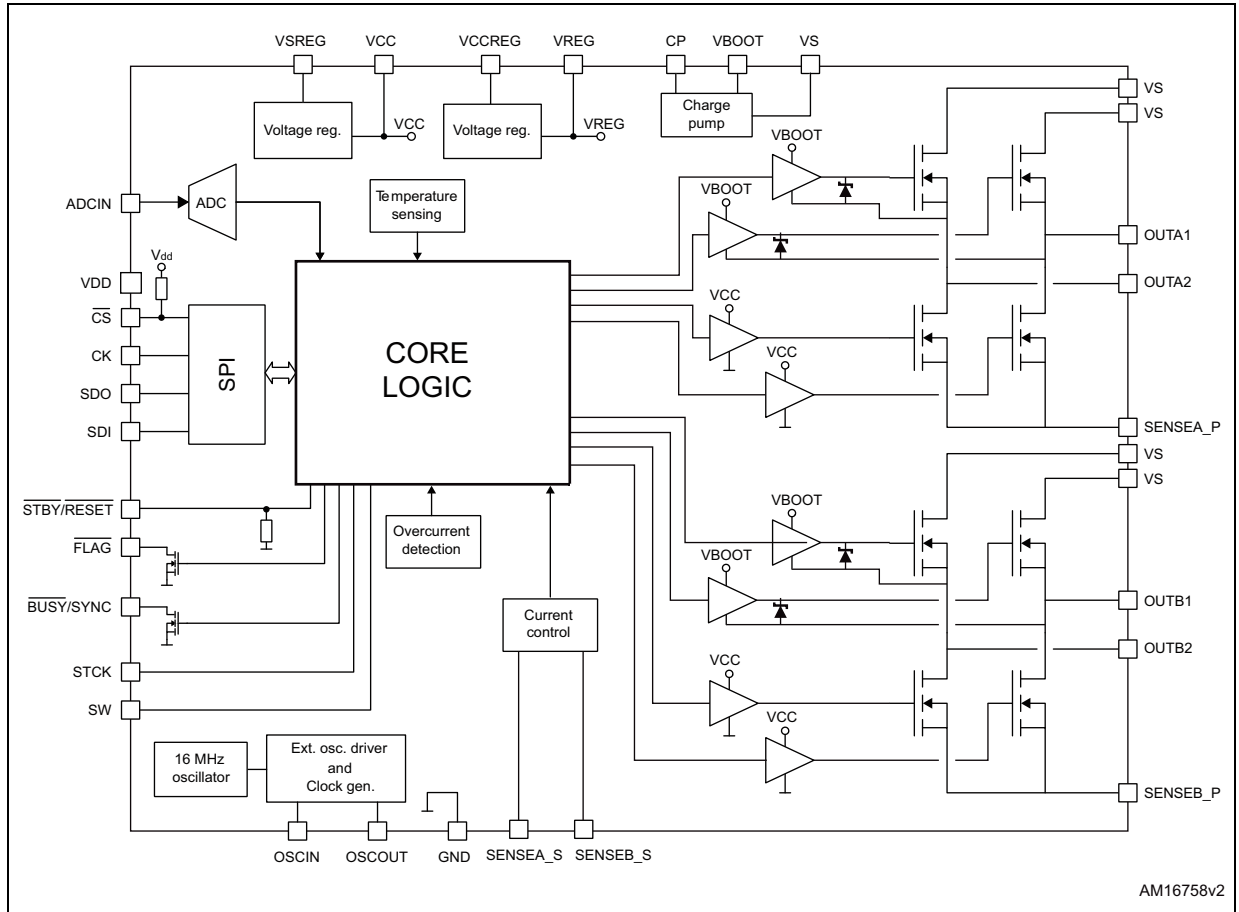 VSREG VCC VCCREG VREG CP VBOOT VS
VS
VS
Voltage reg.
VCC
Voltage reg.
VREG
Charge
pump
VBOOT
ADCIN
ADC
Temperature
sensing
VBOOT
OUTA1
Vdd
VDD
OUTA2
CS
VCC
CK
SPI
CORE
LOGIC
VCC
SDO
SDI
SENSEA_P
VS
VS
STBY/RESET
VBOOT
Overcurrent
detection
FLAG
VBOOT
OUTB1
BUSY/SYNC
Current
control
OUTB2
VCC
STCK
SW
VCC
16 MHz
oscillator
Ext. osc. driver
and
Clock gen.
SENSEB_P
OSCIN OSCOUT GND SENSEA_S SENSEB_S
AM16758v2